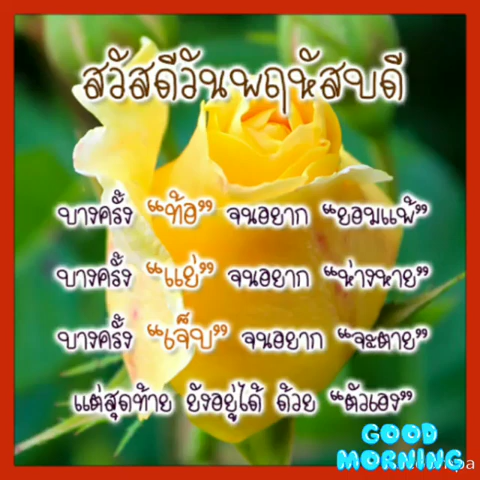 สวัสดีวันพฤหัสบดี
บางครั้ง “ท้อ” จนอยาก “ยอมแพ้”
บางครั้ง “แย่” จนอยาก “ห่างหาย”
บางครั้ง “เจ็บ” จนอยาก “จะตาย”
แต่สุดท้าย ยังอยู่ได้ ด้วย “ตัวเอง”
GOOD
MORNING